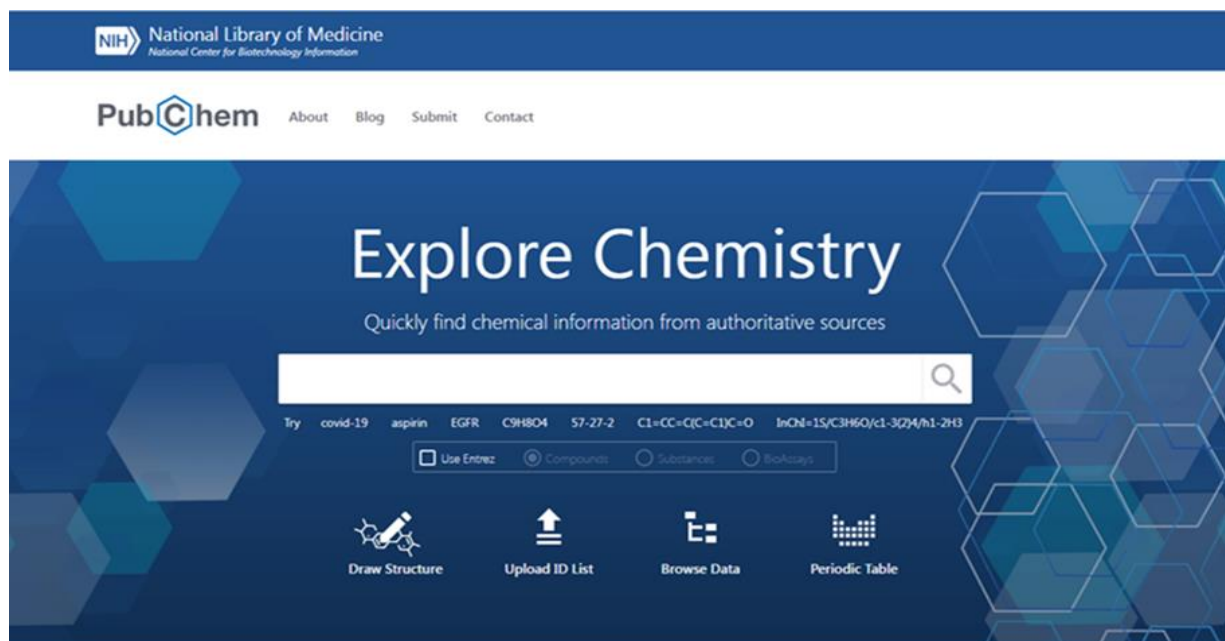 NIH National Library of Medicine
National Center for Biotechnology Information
PubChem About Blog Submit Contact
Explore Chemistry
Quickly find chemical information from authoritative sources
Try covid-19 aspirin EGFR C9H8O4 57-27-2 C1=CC=C(C=C1)C=O InChI=1S/C3H6O/c1-3(2)4/h1-2H3
Use Entrez Compounds Substances BioAssays
Draw Structure Upload ID List Browse Data Periodic Table